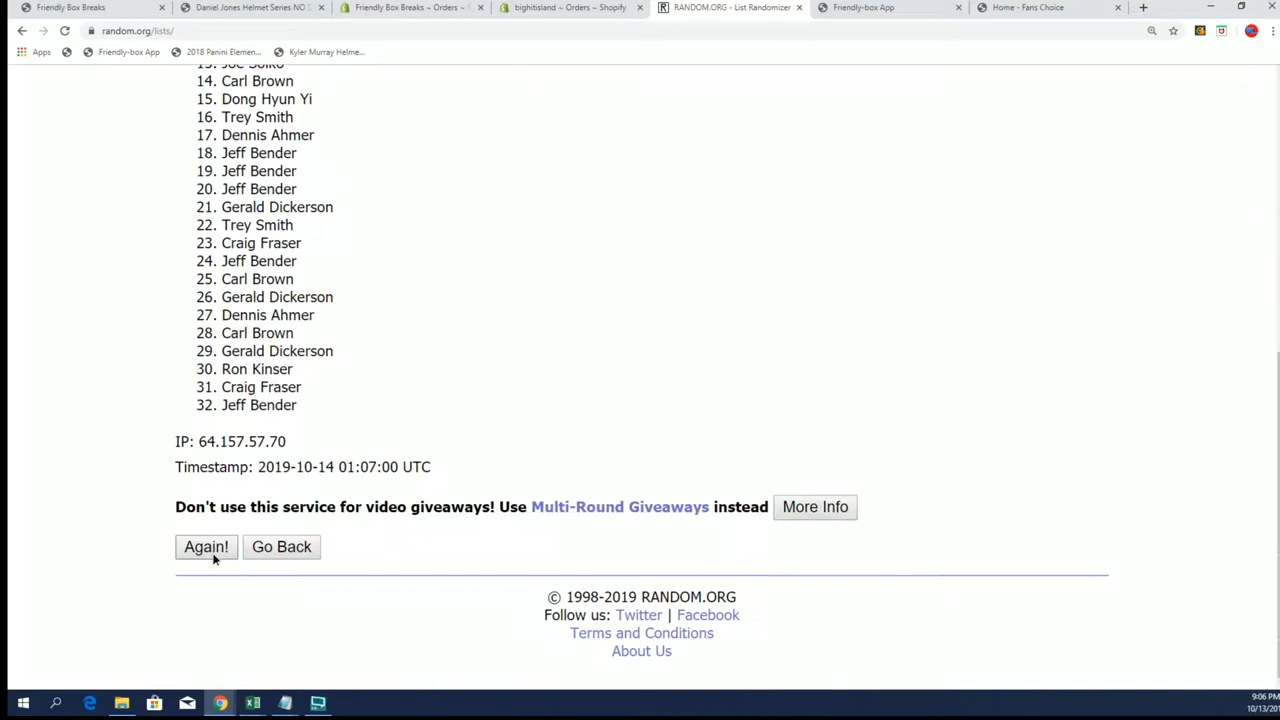 Friendly Box Breaks
Daniel Jones Helmet Series NO D
Friendly Box Breaks ~ Orders ~
bighitisland ~ Orders ~ Shopify
RANDOM.ORG - List Randomizer
Friendly-box App
Home - Fans Choice
random.org/lists/
Apps
Friendly-box App
2018 Panini Elemen...
Kyler Murray Helme...
14. Carl Brown
15. Dong Hyun Yi
16. Trey Smith
17. Dennis Ahmer
18. Jeff Bender
19. Jeff Bender
20. Jeff Bender
21. Gerald Dickerson
22. Trey Smith
23. Craig Fraser
24. Jeff Bender
25. Carl Brown
26. Gerald Dickerson
27. Dennis Ahmer
28. Carl Brown
29. Gerald Dickerson
30. Ron Kinser
31. Craig Fraser
32. Jeff Bender
IP: 64.157.57.70
Timestamp: 2019-10-14 01:07:00 UTC
Don't use this service for video giveaways! Use Multi-Round Giveaways instead More Info
Again! Go Back
© 1998-2019 RANDOM.ORG
Follow us: Twitter | Facebook
Terms and Conditions
About Us
9:06 PM
10/13/201